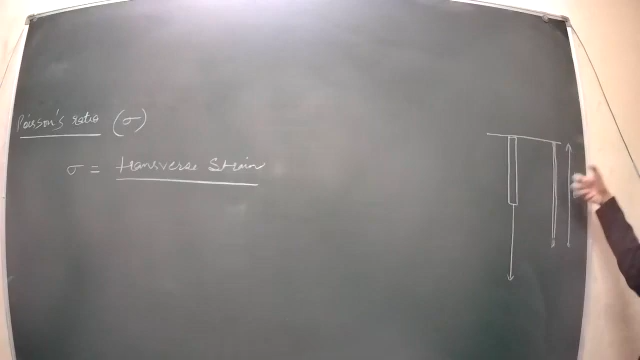 Poisson's ratio (σ)
σ = transverse strain